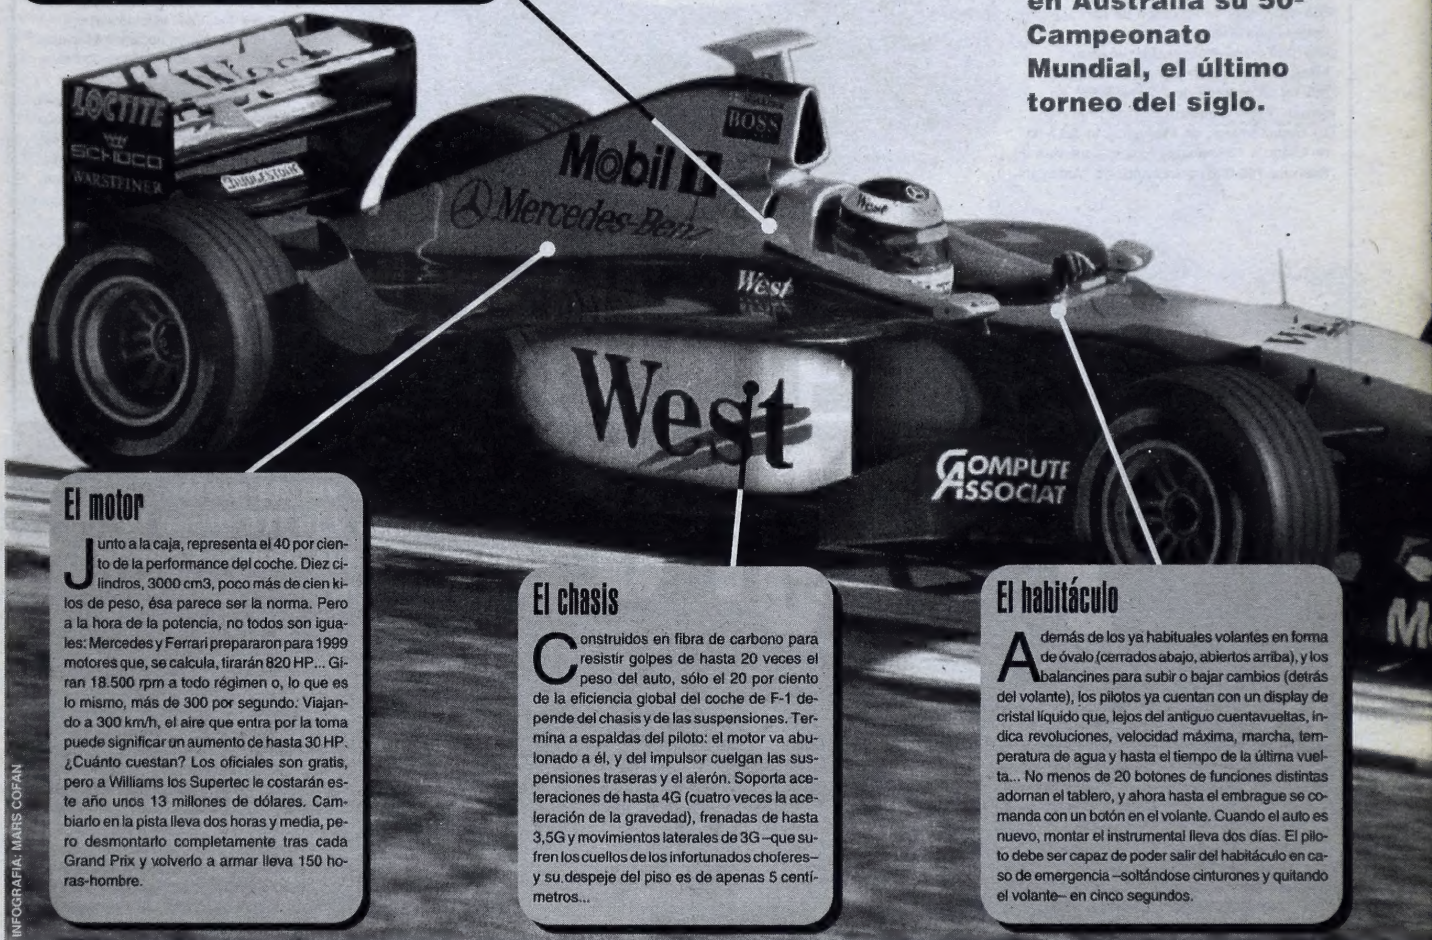 en Australia su 50-
Campeonato
Mundial, el último
torneo del siglo.
LOCTITE
SCHÜCO
WARSTEINER
BRIDGESTONE
BOSS
Mobil 1
Mercedes-Benz
West
West
West
West
COMPUTE
ASSOCIAT
M
El motor
Junto a la caja, representa el 40 por cien-
to de la performance del coche. Diez ci-
lindros, 3000 cm3, poco más de cien ki-
los de peso, ésa parece ser la norma. Pero
a la hora de la potencia, no todos son igua-
les: Mercedes y Ferrari prepararon para 1999
motores que, se calcula, tirarán 820 HP... Gi-
ran 18.500 rpm a todo régimen o, lo que es
lo mismo, más de 300 por segundo. Viajan-
do a 300 km/h, el aire que entra por la toma
puede significar un aumento de hasta 30 HP.
¿Cuánto cuestan? Los oficiales son gratis,
pero a Williams los Supertec le costarán es-
te año unos 13 millones de dólares. Cam-
biarlo en la pista lleva dos horas y media, pe-
ro desmontarlo completamente tras cada
Grand Prix y volverlo a armar lleva 150 ho-
ras-hombre.
El chasis
Construidos en fibra de carbono para
resistir golpes de hasta 20 veces el
peso del auto, sólo el 20 por ciento
de la eficiencia global del coche de F-1 de-
pende del chasis y de las suspensiones. Ter-
mina a espaldas del piloto: el motor va abu-
lonado a él, y del impulsor cuelgan las sus-
pensiones traseras y el alerón. Soporta ace-
leraciones de hasta 4G (cuatro veces la ace-
leración de la gravedad), frenadas de hasta
3,5G y movimientos laterales de 3G –que su-
fren los cuellos de los infortunados choferes–
y su despeje del piso es de apenas 5 centí-
metros...
El habitáculo
Además de los ya habituales volantes en forma
de óvalo (cerrados abajo, abiertos arriba), y los
balancines para subir o bajar cambios (detrás
del volante), los pilotos ya cuentan con un display de
cristal líquido que, lejos del antiguo cuentavueltas, in-
dica revoluciones, velocidad máxima, marcha, tem-
peratura de agua y hasta el tiempo de la última vuel-
ta... No menos de 20 botones de funciones distintas
adornan el tablero, y ahora hasta el embrague se co-
manda con un botón en el volante. Cuando el auto es
nuevo, montar el instrumental lleva dos días. El pilo-
to debe ser capaz de poder salir del habitáculo en ca-
so de emergencia –soltándose cinturones y quitando
el volante– en cinco segundos.
INFOGRAFIA: MARS COFAN